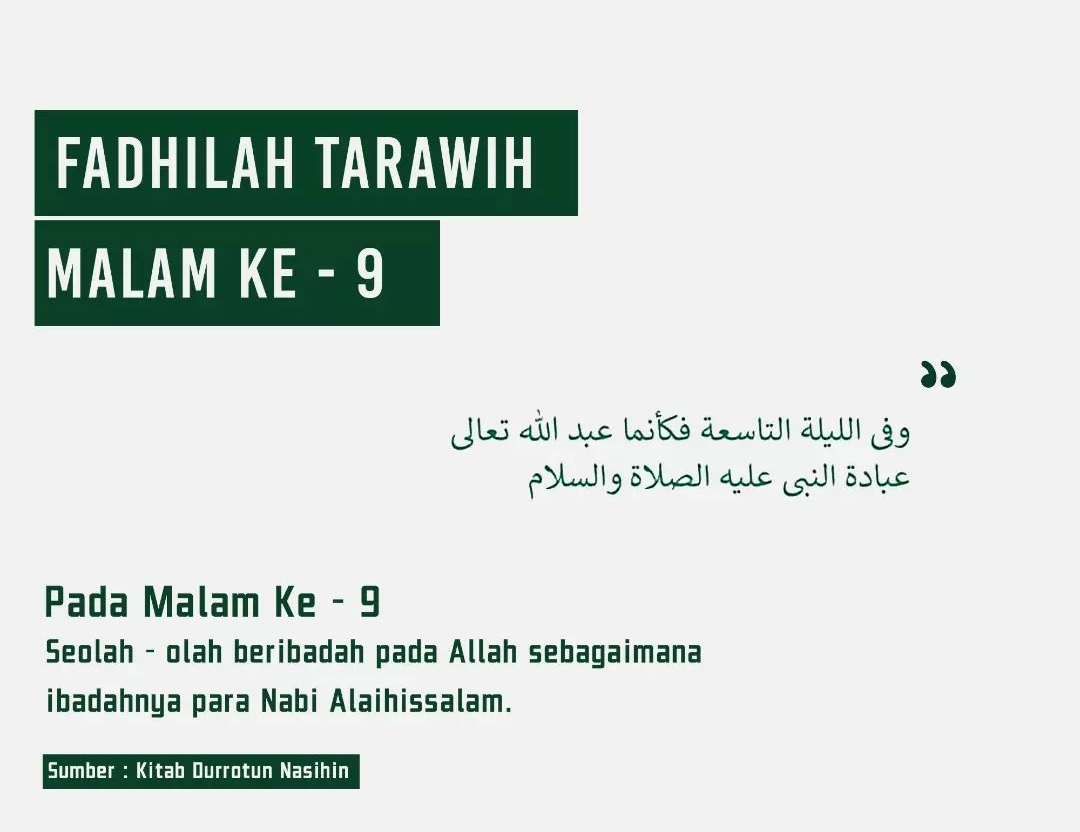 FADHILAH TARAWIH
MALAM KE - 9
”
وفى الليلة التاسعة فكأنما عبد الله تعالى
عبادة النبى عليه الصلاة والسلام
Pada Malam Ke - 9
Seolah - olah beribadah pada Allah sebagaimana
ibadahnya para Nabi Alaihissalam.
Sumber : Kitab Durrotun Nasihin